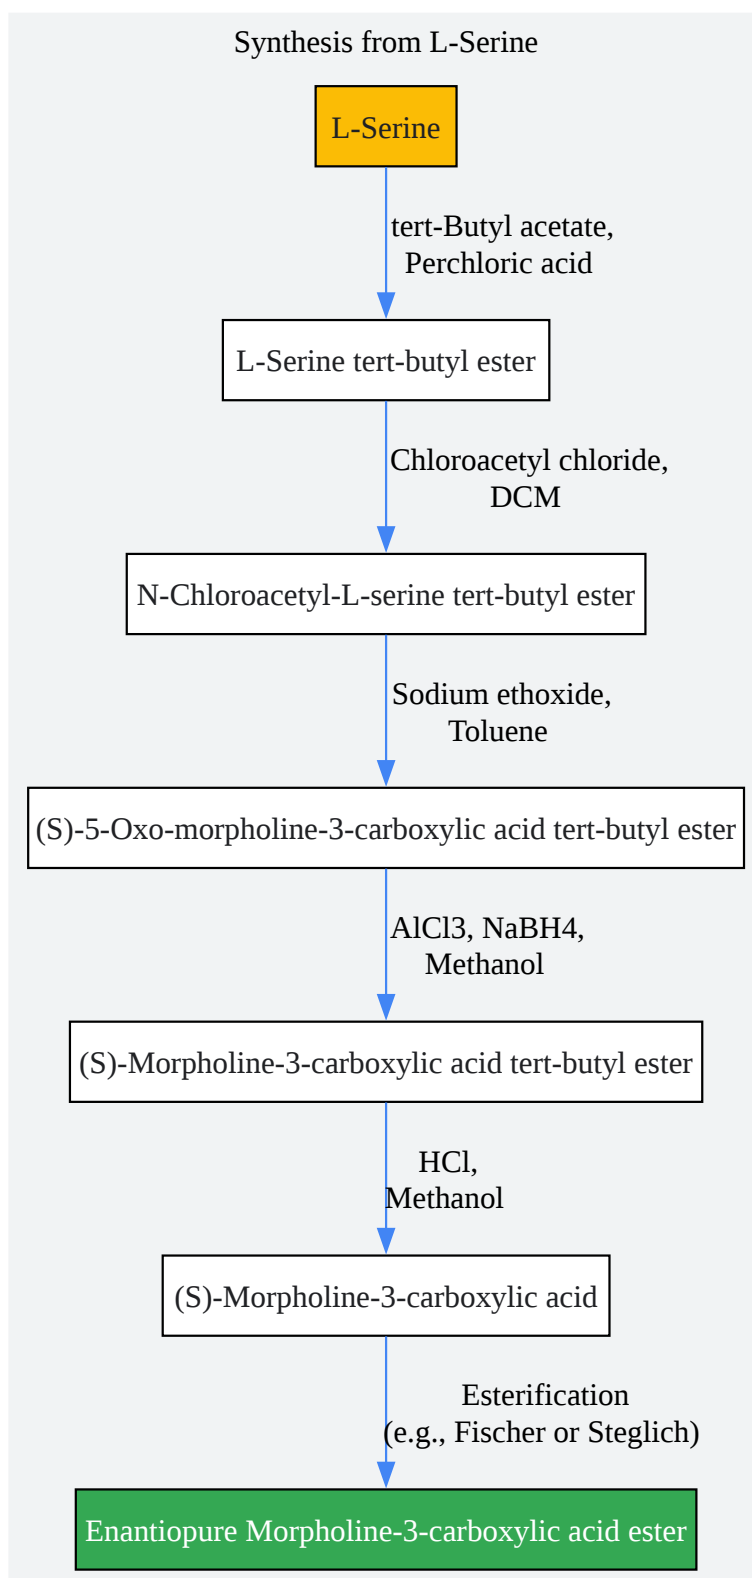 Synthesis from L-Serine
L-Serine
tert-Butyl acetate,
Perchloric acid
L-Serine tert-butyl ester
Chloroacetyl chloride,
DCM
N-Chloroacetyl-L-serine tert-butyl ester
Sodium ethoxide,
Toluene
(S)-5-Oxo-morpholine-3-carboxylic acid tert-butyl ester
AlCl3, NaBH4,
Methanol
(S)-Morpholine-3-carboxylic acid tert-butyl ester
HCl,
Methanol
(S)-Morpholine-3-carboxylic acid
Esterification
(e.g., Fischer or Steglich)
Enantiopure Morpholine-3-carboxylic acid ester